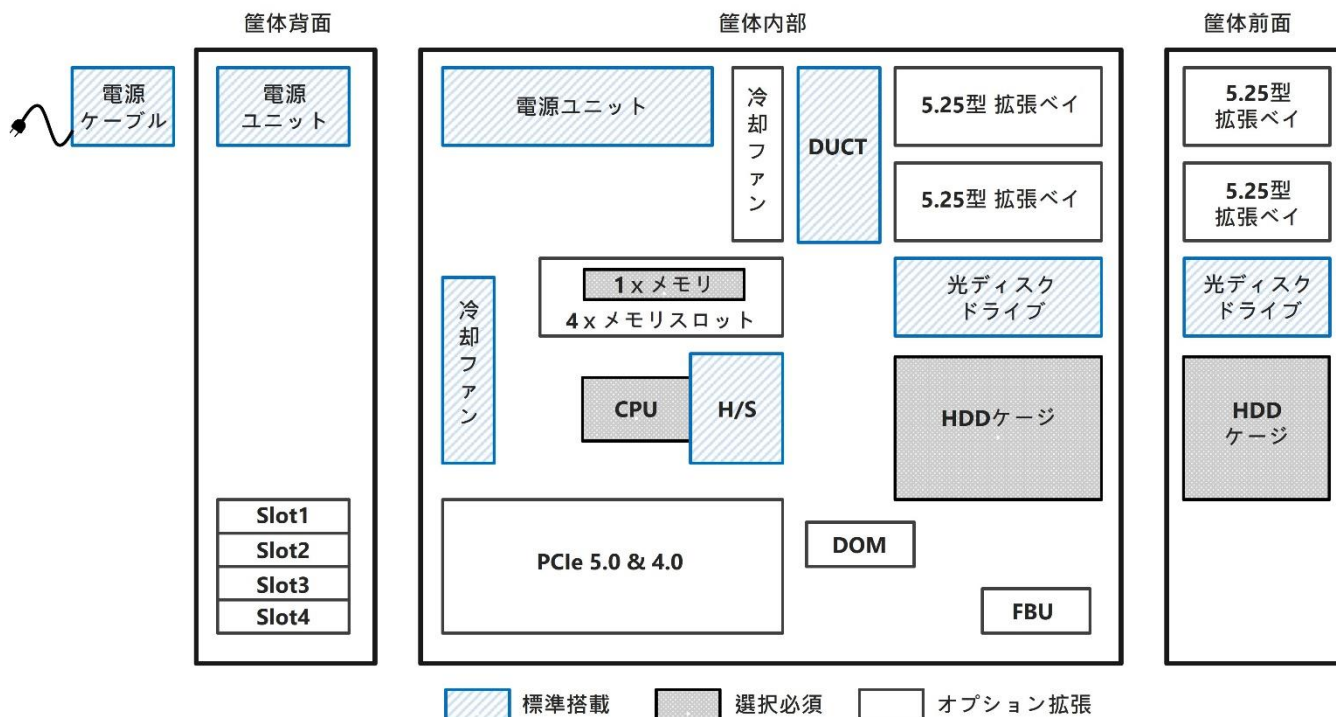 筐体背面
筐体内部
筐体前面
電源
ケーブル
電源
ユニット
電源ユニット
冷却ファン
DUCT
5.25型 拡張ベイ
5.25型 拡張ベイ
5.25型
拡張ベイ
5.25型
拡張ベイ
冷却ファン
1 x メモリ
4 x メモリスロット
光ディスク
ドライブ
光ディスク
ドライブ
CPU
H/S
HDDケージ
HDD
ケージ
Slot1
Slot2
Slot3
Slot4
PCIe 5.0 & 4.0
DOM
FBU
標準搭載
選択必須
オプション拡張